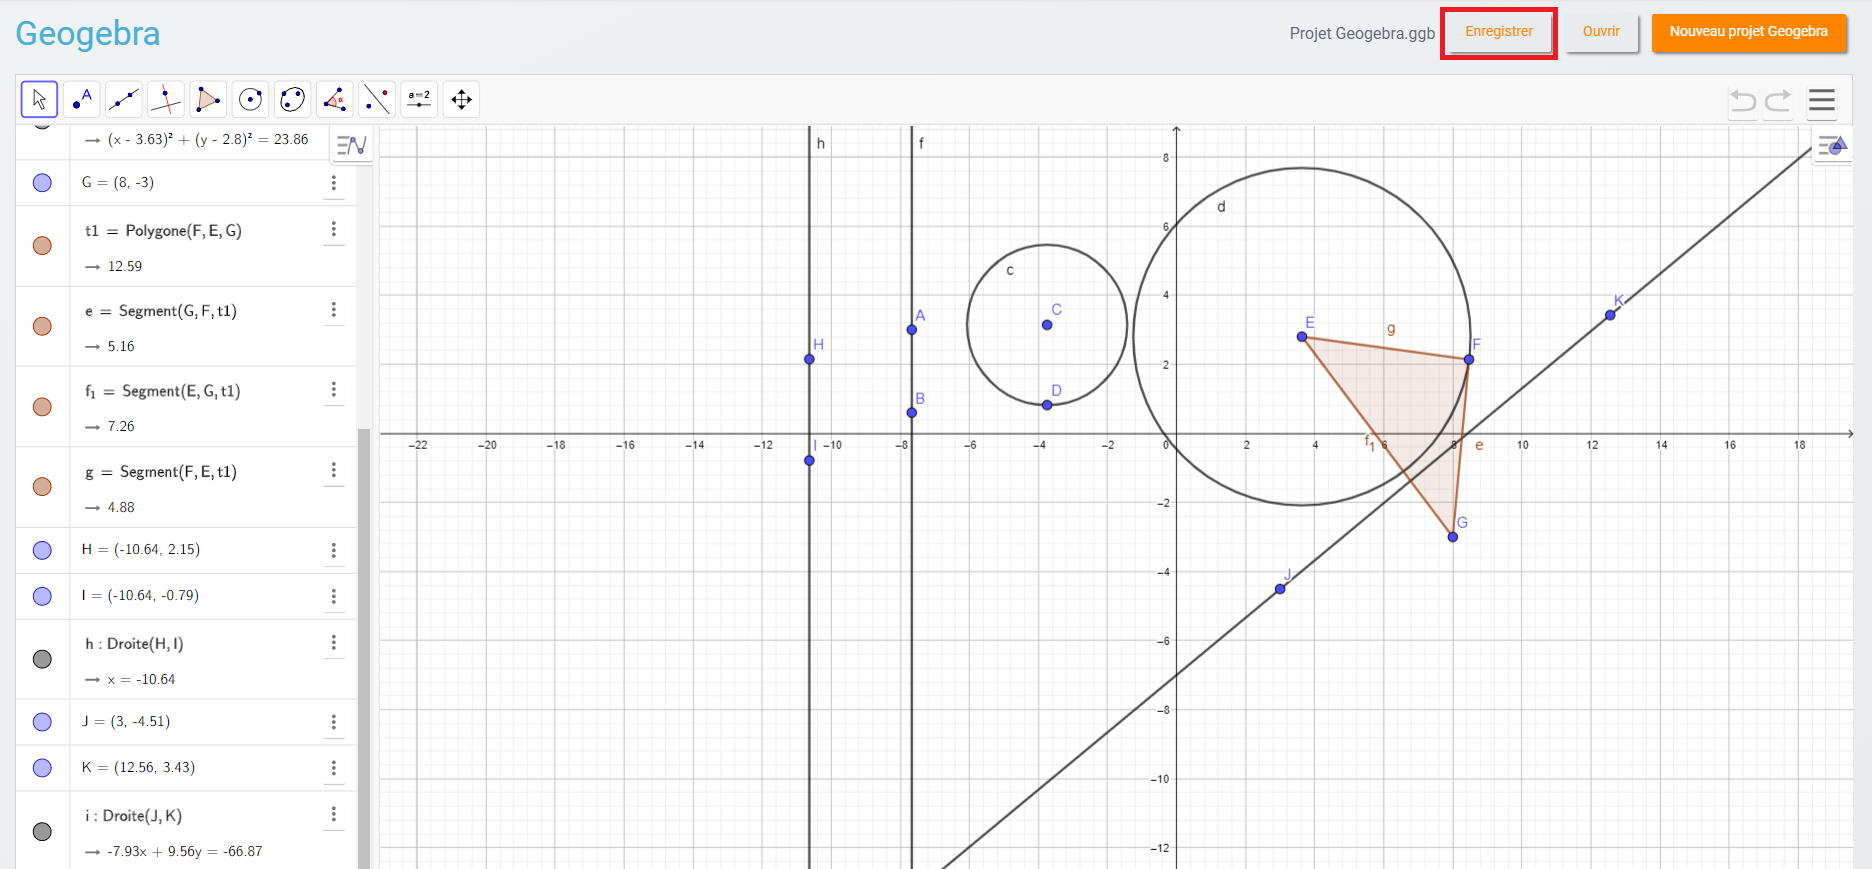 Geogebra
Projet Geogebra.ggb
Enregistrer
Ouvrir
Nouveau projet Geogebra
A
α
a=2
→ (x - 3.63)² + (y - 2.8)² = 23.86
G = (8, -3)
t1 = Polygone(F, E, G)
→ 12.59
e = Segment(G, F, t1)
→ 5.16
f₁ = Segment(E, G, t1)
→ 7.26
g = Segment(F, E, t1)
→ 4.88
H = (-10.64, 2.15)
I = (-10.64, -0.79)
h : Droite(H, I)
→ x = -10.64
J = (3, -4.51)
K = (12.56, 3.43)
i : Droite(J, K)
→ -7.93x + 9.56y = -66.87
h
f
8
d
6
c
4
K
C
A
E
g
H
F
2
D
B
f₁
e
I
−22
−20
−18
−16
−14
−12
−10
−8
−6
−4
−2
0
2
4
6
8
10
12
14
16
18
−2
G
−4
J
−6
−8
−10
−12